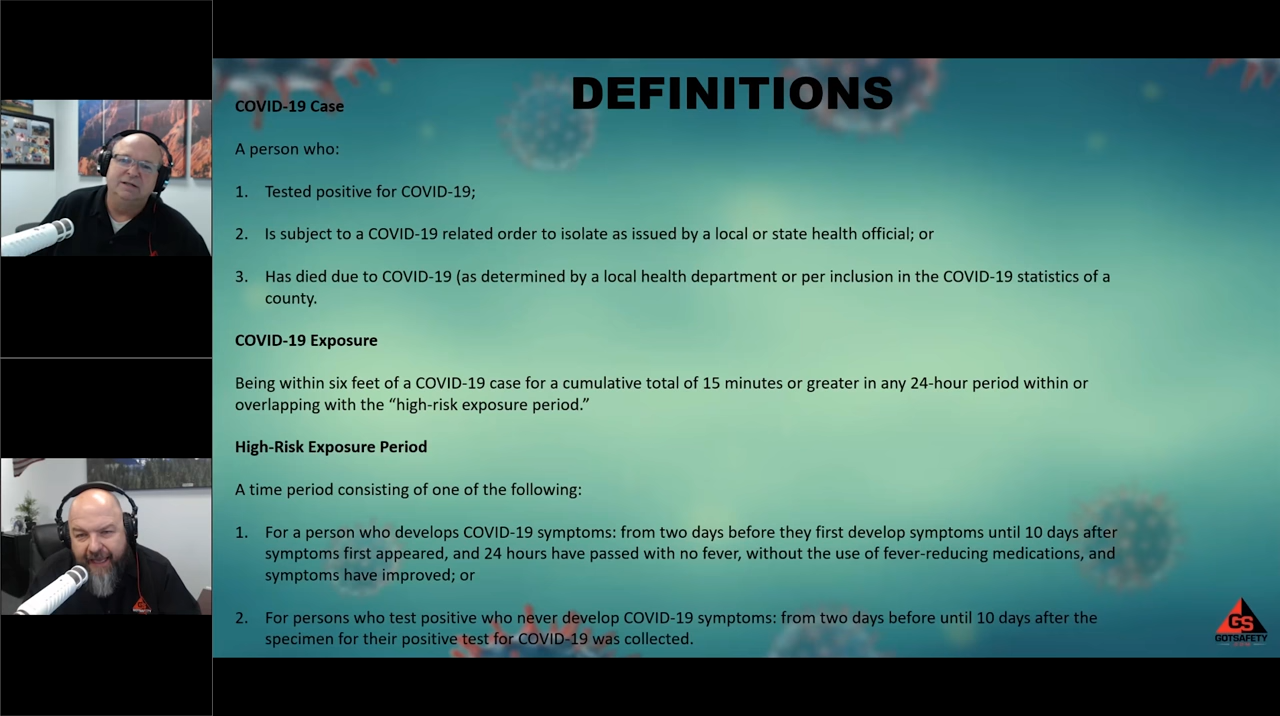 DEFINITIONS
COVID-19 Case
A person who:
1. Tested positive for COVID-19;
2. Is subject to a COVID-19 related order to isolate as issued by a local or state health official; or
3. Has died due to COVID-19 (as determined by a local health department or per inclusion in the COVID-19 statistics of a
county.
COVID-19 Exposure
Being within six feet of a COVID-19 case for a cumulative total of 15 minutes or greater in any 24-hour period within or
overlapping with the “high-risk exposure period.”
High-Risk Exposure Period
A time period consisting of one of the following:
1. For a person who develops COVID-19 symptoms: from two days before they first develop symptoms until 10 days after
symptoms first appeared, and 24 hours have passed with no fever, without the use of fever-reducing medications, and
symptoms have improved; or
2. For persons who test positive who never develop COVID-19 symptoms: from two days before until 10 days after the
specimen for their positive test for COVID-19 was collected.
GS
GOTSAFETY